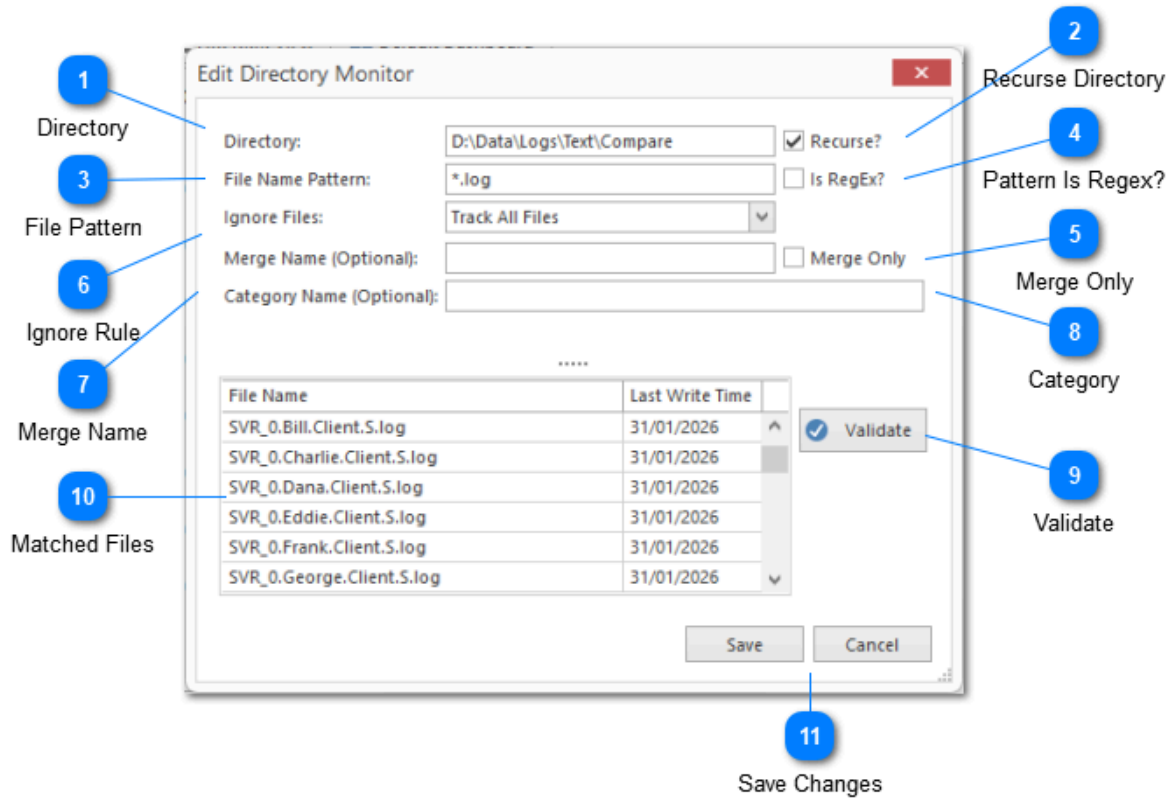 2
Edit Directory Monitor
1
Recurse Directory
Directory
Directory: D:\Data\Logs\Text\Compare Recurse?
4
3
File Name Pattern: *.log Is RegEx?
Pattern Is Regex?
File Pattern
Ignore Files: Track All Files
5
Merge Name (Optional): Merge Only
6
Merge Only
Category Name (Optional):
Ignore Rule
8
7
Category
File Name Last Write Time
SVR_0.Bill.Client.S.log 31/01/2026
Validate
Merge Name
SVR_0.Charlie.Client.S.log 31/01/2026
9
SVR_0.Dana.Client.S.log 31/01/2026
10
SVR_0.Eddie.Client.S.log 31/01/2026
Validate
Matched Files
SVR_0.Frank.Client.S.log 31/01/2026
SVR_0.George.Client.S.log 31/01/2026
Save Cancel
11
Save Changes